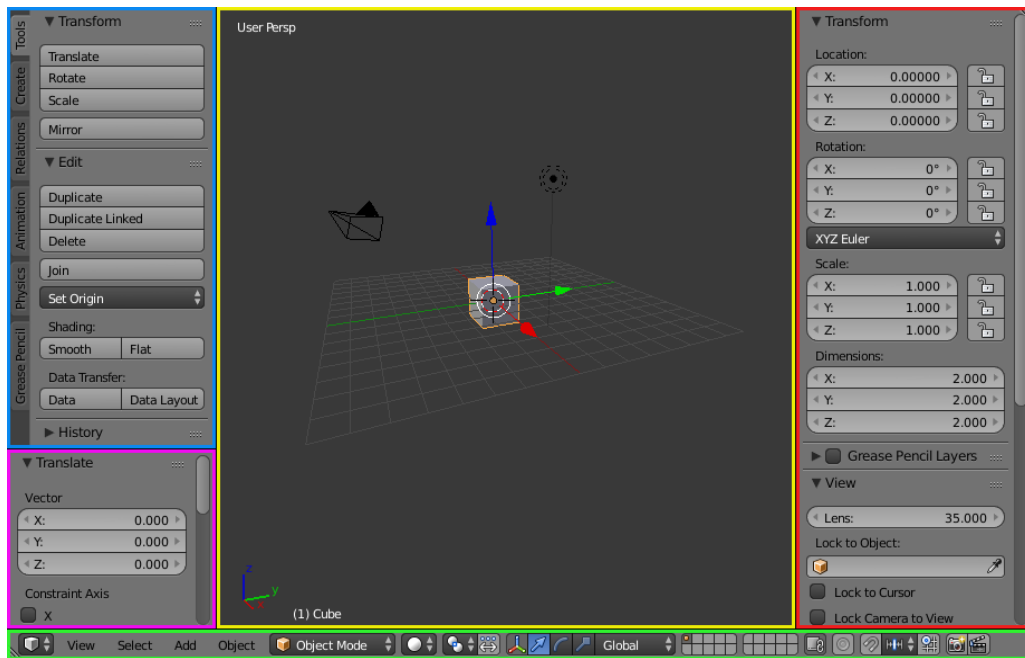 Tools
Create
Relations
Animation
Physics
Grease Pencil
Transform
Translate
Rotate
Scale
Mirror
Edit
Duplicate
Duplicate Linked
Delete
Join
Set Origin
Shading:
Smooth Flat
Data Transfer:
Data Data Layout
History
Translate
Vector
X: 0.000
Y: 0.000
Z: 0.000
Constraint Axis
X
User Persp
z
y
x
(1) Cube
Transform
Location:
X: 0.00000
Y: 0.00000
Z: 0.00000
Rotation:
X: 0°
Y: 0°
Z: 0°
XYZ Euler
Scale:
X: 1.000
Y: 1.000
Z: 1.000
Dimensions:
X: 2.000
Y: 2.000
Z: 2.000
Grease Pencil Layers
View
Lens: 35.000
Lock to Object:
Lock to Cursor
Lock Camera to View
View Select Add Object Object Mode Global